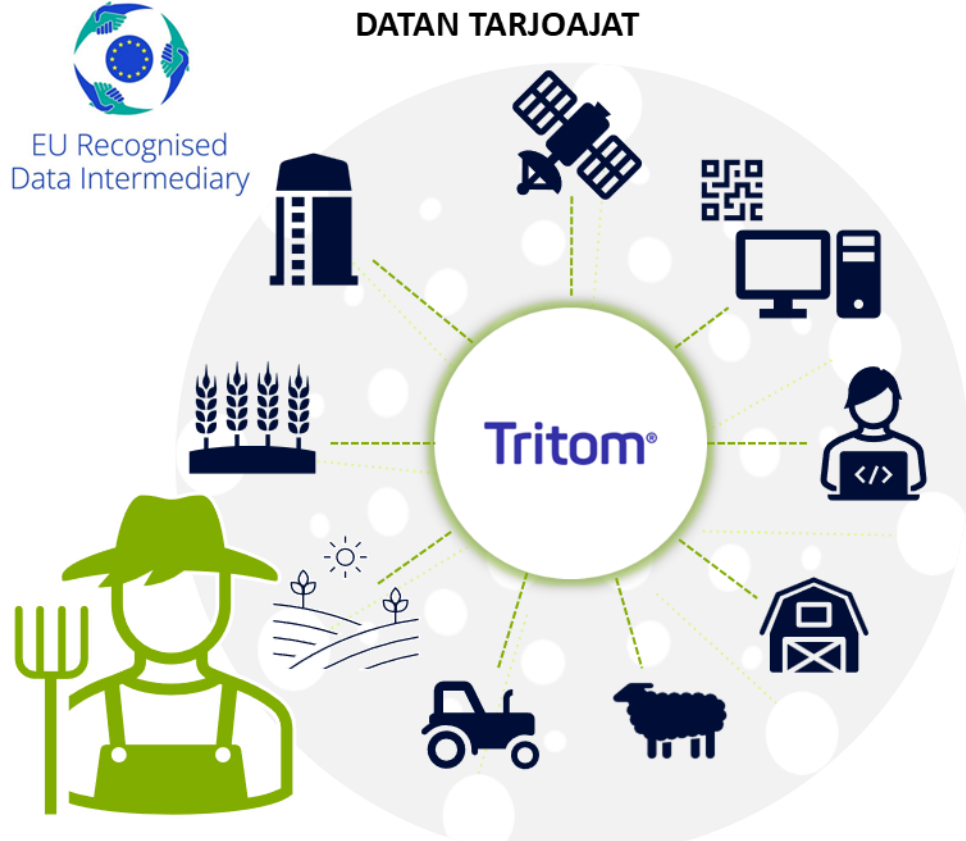 DATAN TARJOAJAT
EU Recognised
Data Intermediary
Tritom®
</>